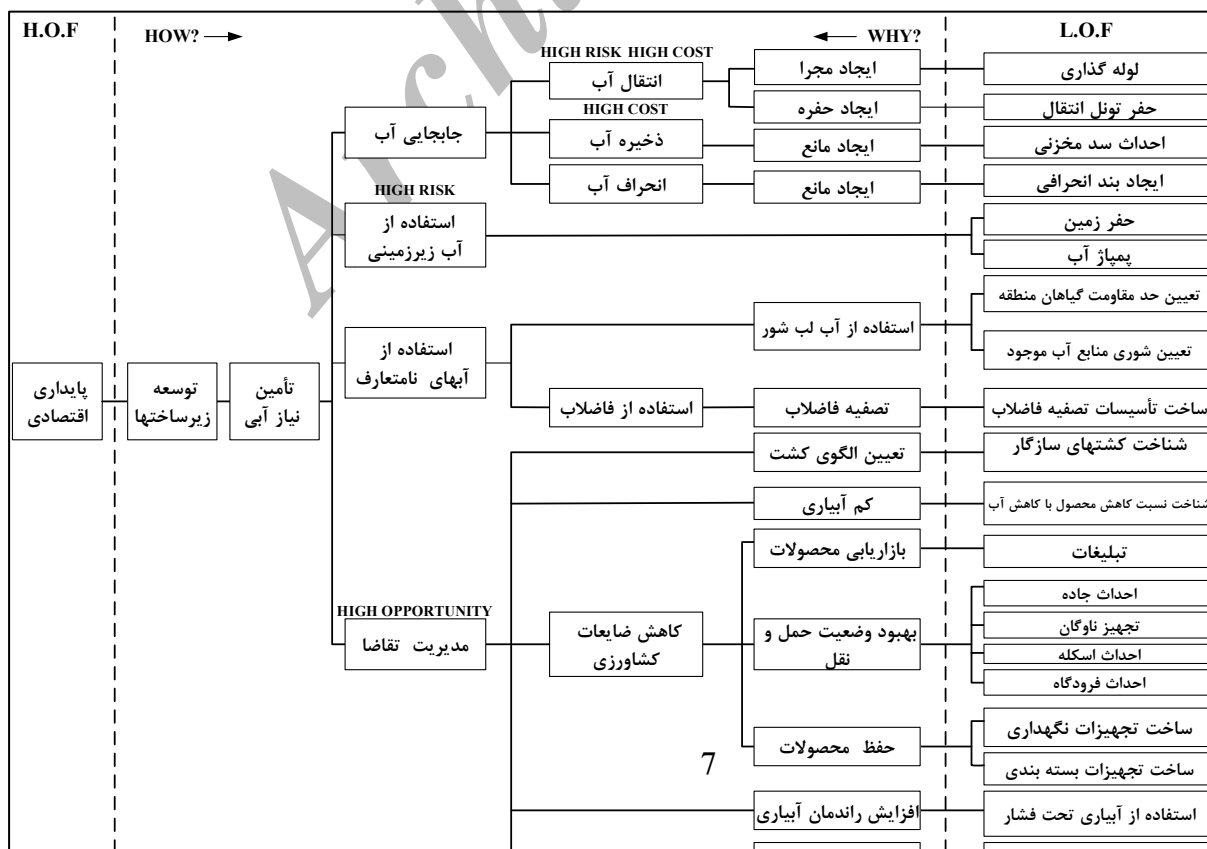 H.O.F
HOW?
WHY?
L.O.F
HIGH RISK HIGH COST
انتقال آب
ایجاد مجرا
لوله گذاری
ایجاد حفره
حفر تونل انتقال
جابجایی آب
HIGH COST
ذخیره آب
ایجاد مانع
احداث سد مخزنی
انحراف آب
ایجاد مانع
ایجاد بند انحرافی
HIGH RISK
استفاده از
آب زیرزمینی
حفر زمین
پمپاژ آب
استفاده از
آبهای نامتعارف
استفاده از آب لب شور
تعیین حد مقاومت گیاهان منطقه
تعیین شوری منابع آب موجود
پایداری
اقتصادی
توسعه
زیرساختها
تأمین
نیاز آبی
استفاده از فاضلاب
تصفیه فاضلاب
ساخت تأسیسات تصفیه فاضلاب
تعیین الگوی کشت
شناخت کشتهای سازگار
کم آبیاری
شناخت نسبت کاهش محصول با کاهش آب
بازاریابی محصولات
تبلیغات
HIGH OPPORTUNITY
مدیریت تقاضا
کاهش ضایعات
کشاورزی
بهبود وضعیت حمل و
نقل
احداث جاده
تجهیز ناوگان
احداث اسکله
احداث فرودگاه
حفظ محصولات
ساخت تجهیزات نگهداری
ساخت تجهیزات بسته بندی
7
افزایش راندمان آبیاری
استفاده از آبیاری تحت فشار